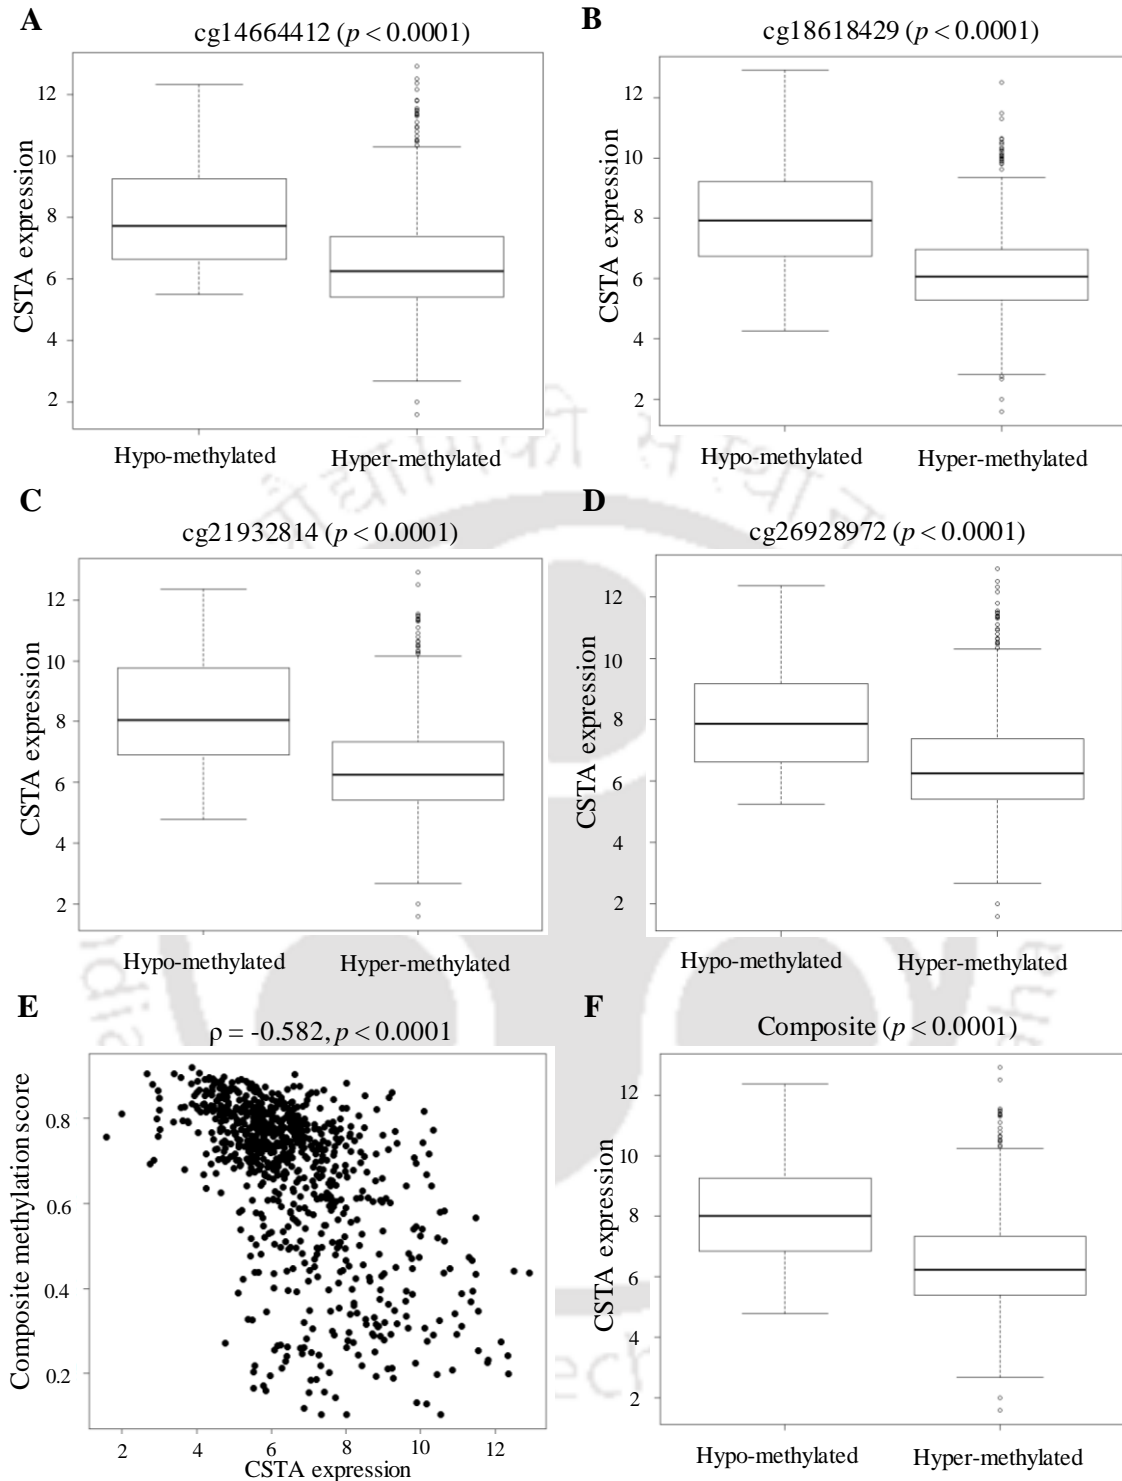 A
cg14664412 (p < 0.0001)
CSTA expression
12
10
8
6
4
2
Hypo-methylated
Hyper-methylated
B
cg18618429 (p < 0.0001)
CSTA expression
12
10
8
6
4
2
Hypo-methylated
Hyper-methylated
C
cg21932814 (p < 0.0001)
CSTA expression
12
10
8
6
4
2
Hypo-methylated
Hyper-methylated
D
cg26928972 (p < 0.0001)
CSTA expression
12
10
8
6
4
2
Hypo-methylated
Hyper-methylated
E
ρ = -0.582, p < 0.0001
Composite methylation score
0.8
0.6
0.4
0.2
2 4 6 8 10 12
CSTA expression
F
Composite (p < 0.0001)
CSTA expression
12
10
8
6
4
2
Hypo-methylated
Hyper-methylated